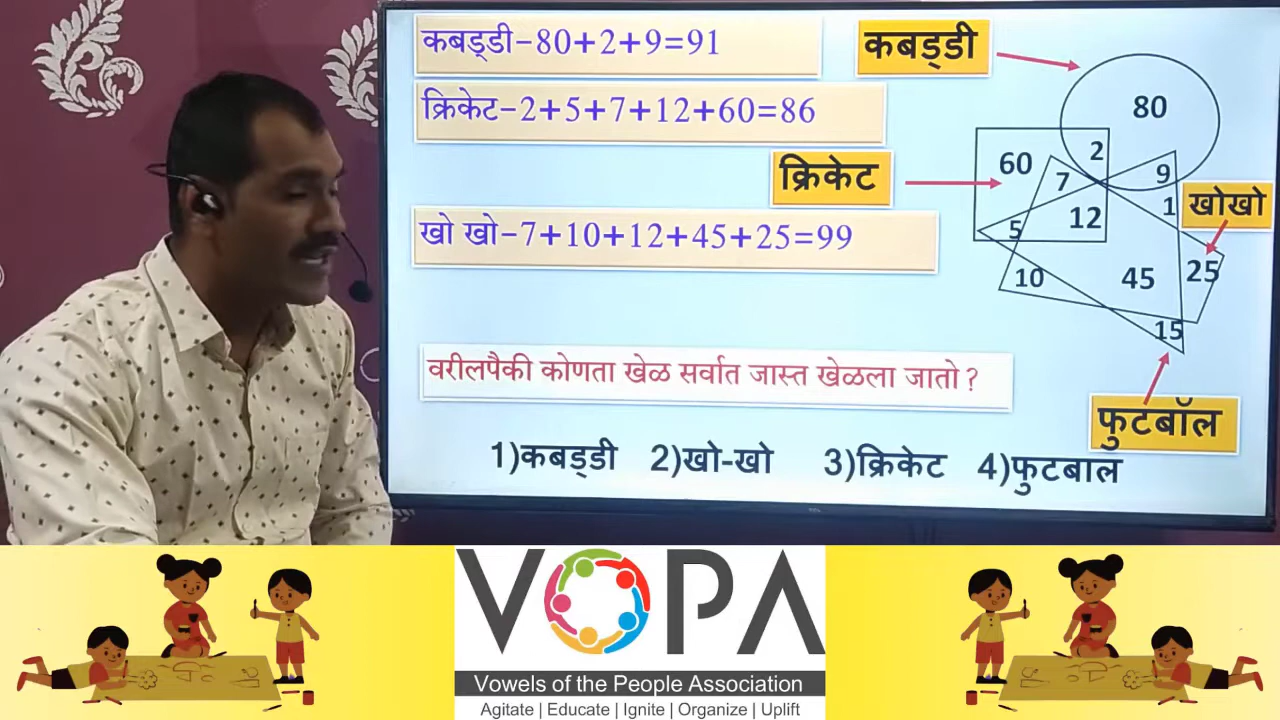 कबड्डी-80+2+9=91
कबड्डी
80
क्रिकेट-2+5+7+12+60=86
2
60
7
9
क्रिकेट
1
खोखो
12
5
खो खो-7+10+12+45+25=99
10
45
25
15
वरीलपैकी कोणता खेळ सर्वात जास्त खेळला जातो ?
फुटबॉल
1)कबड्डी 2)खो-खो 3)क्रिकेट 4)फुटबाल
VOPA
Vowels of the People Association
Agitate | Educate | Ignite | Organize | Uplift